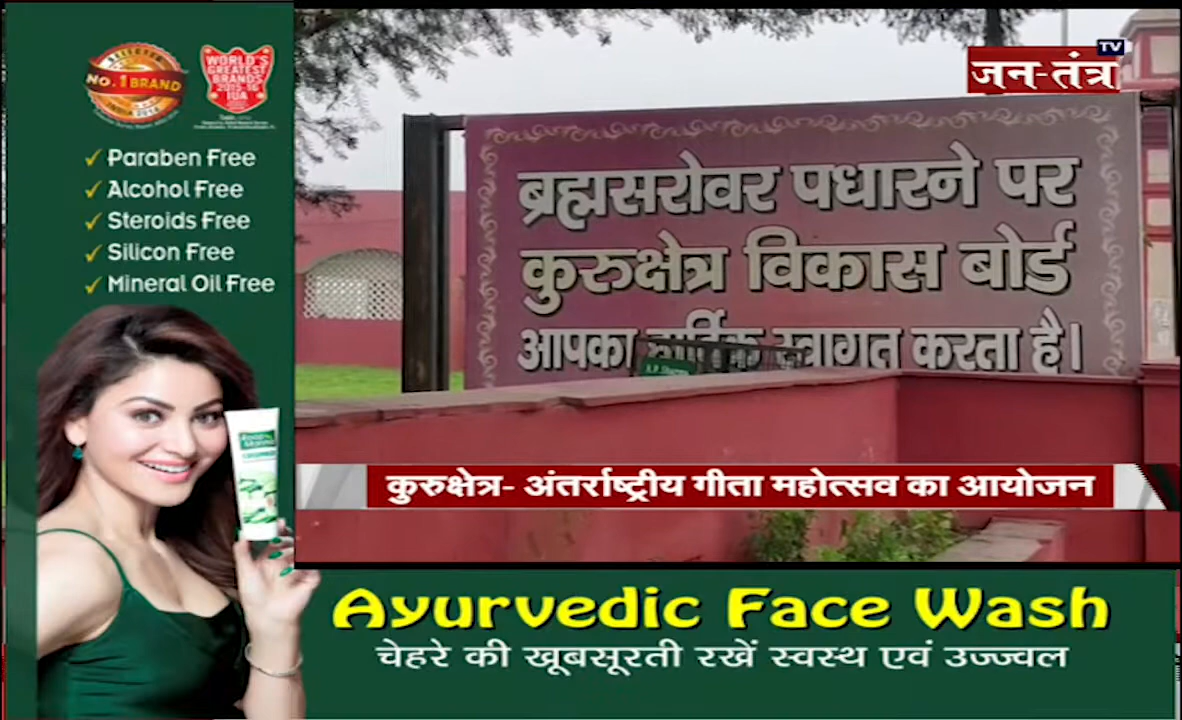 NO. 1 BRAND
WORLD'S
GREATEST
BRANDS
2015-16
Paraben Free
Alcohol Free
Steroids Free
Silicon Free
Mineral Oil Free
TV
जन-तंत्र
ब्रह्मसरोवर पधारने पर
कुरुक्षेत्र विकास बोर्ड
आपका हार्दिक स्वागत करता है।
कुरुक्षेत्र- अंतर्राष्ट्रीय गीता महोत्सव का आयोजन
Ayurvedic Face Wash
चेहरे की खूबसूरती रखें स्वस्थ एवं उज्ज्वल